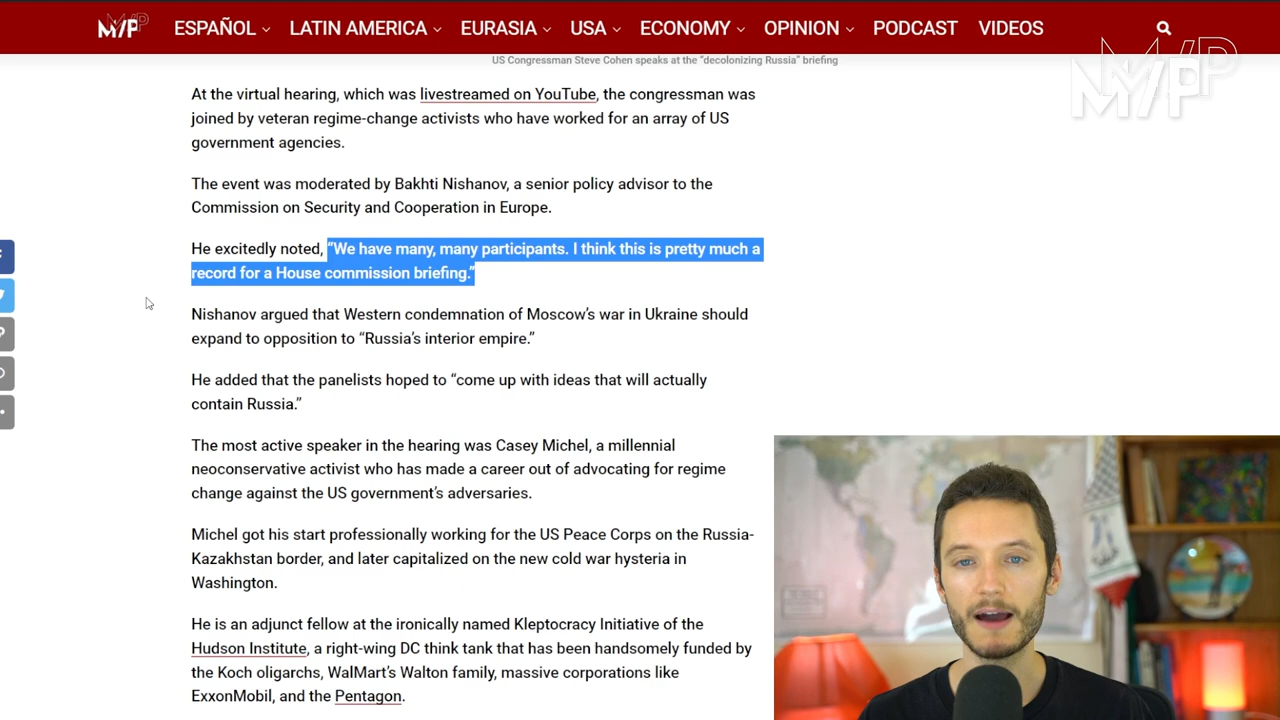 M/P ESPAÑOL LATIN AMERICA EURASIA USA ECONOMY OPINION PODCAST VIDEOS
M/P
US Congressman Steve Cohen speaks at the “decolonizing Russia” briefing
At the virtual hearing, which was livestreamed on YouTube, the congressman was
joined by veteran regime-change activists who have worked for an array of US
government agencies.
The event was moderated by Bakhti Nishanov, a senior policy advisor to the
Commission on Security and Cooperation in Europe.
He excitedly noted, “We have many, many participants. I think this is pretty much a
record for a House commission briefing.”
Nishanov argued that Western condemnation of Moscow’s war in Ukraine should
expand to opposition to “Russia’s interior empire.”
He added that the panelists hoped to “come up with ideas that will actually
contain Russia.”
The most active speaker in the hearing was Casey Michel, a millennial
neoconservative activist who has made a career out of advocating for regime
change against the US government’s adversaries.
Michel got his start professionally working for the US Peace Corps on the Russia-
Kazakhstan border, and later capitalized on the new cold war hysteria in
Washington.
He is an adjunct fellow at the ironically named Kleptocracy Initiative of the
Hudson Institute, a right-wing DC think tank that has been handsomely funded by
the Koch oligarchs, WalMart’s Walton family, massive corporations like
ExxonMobil, and the Pentagon.